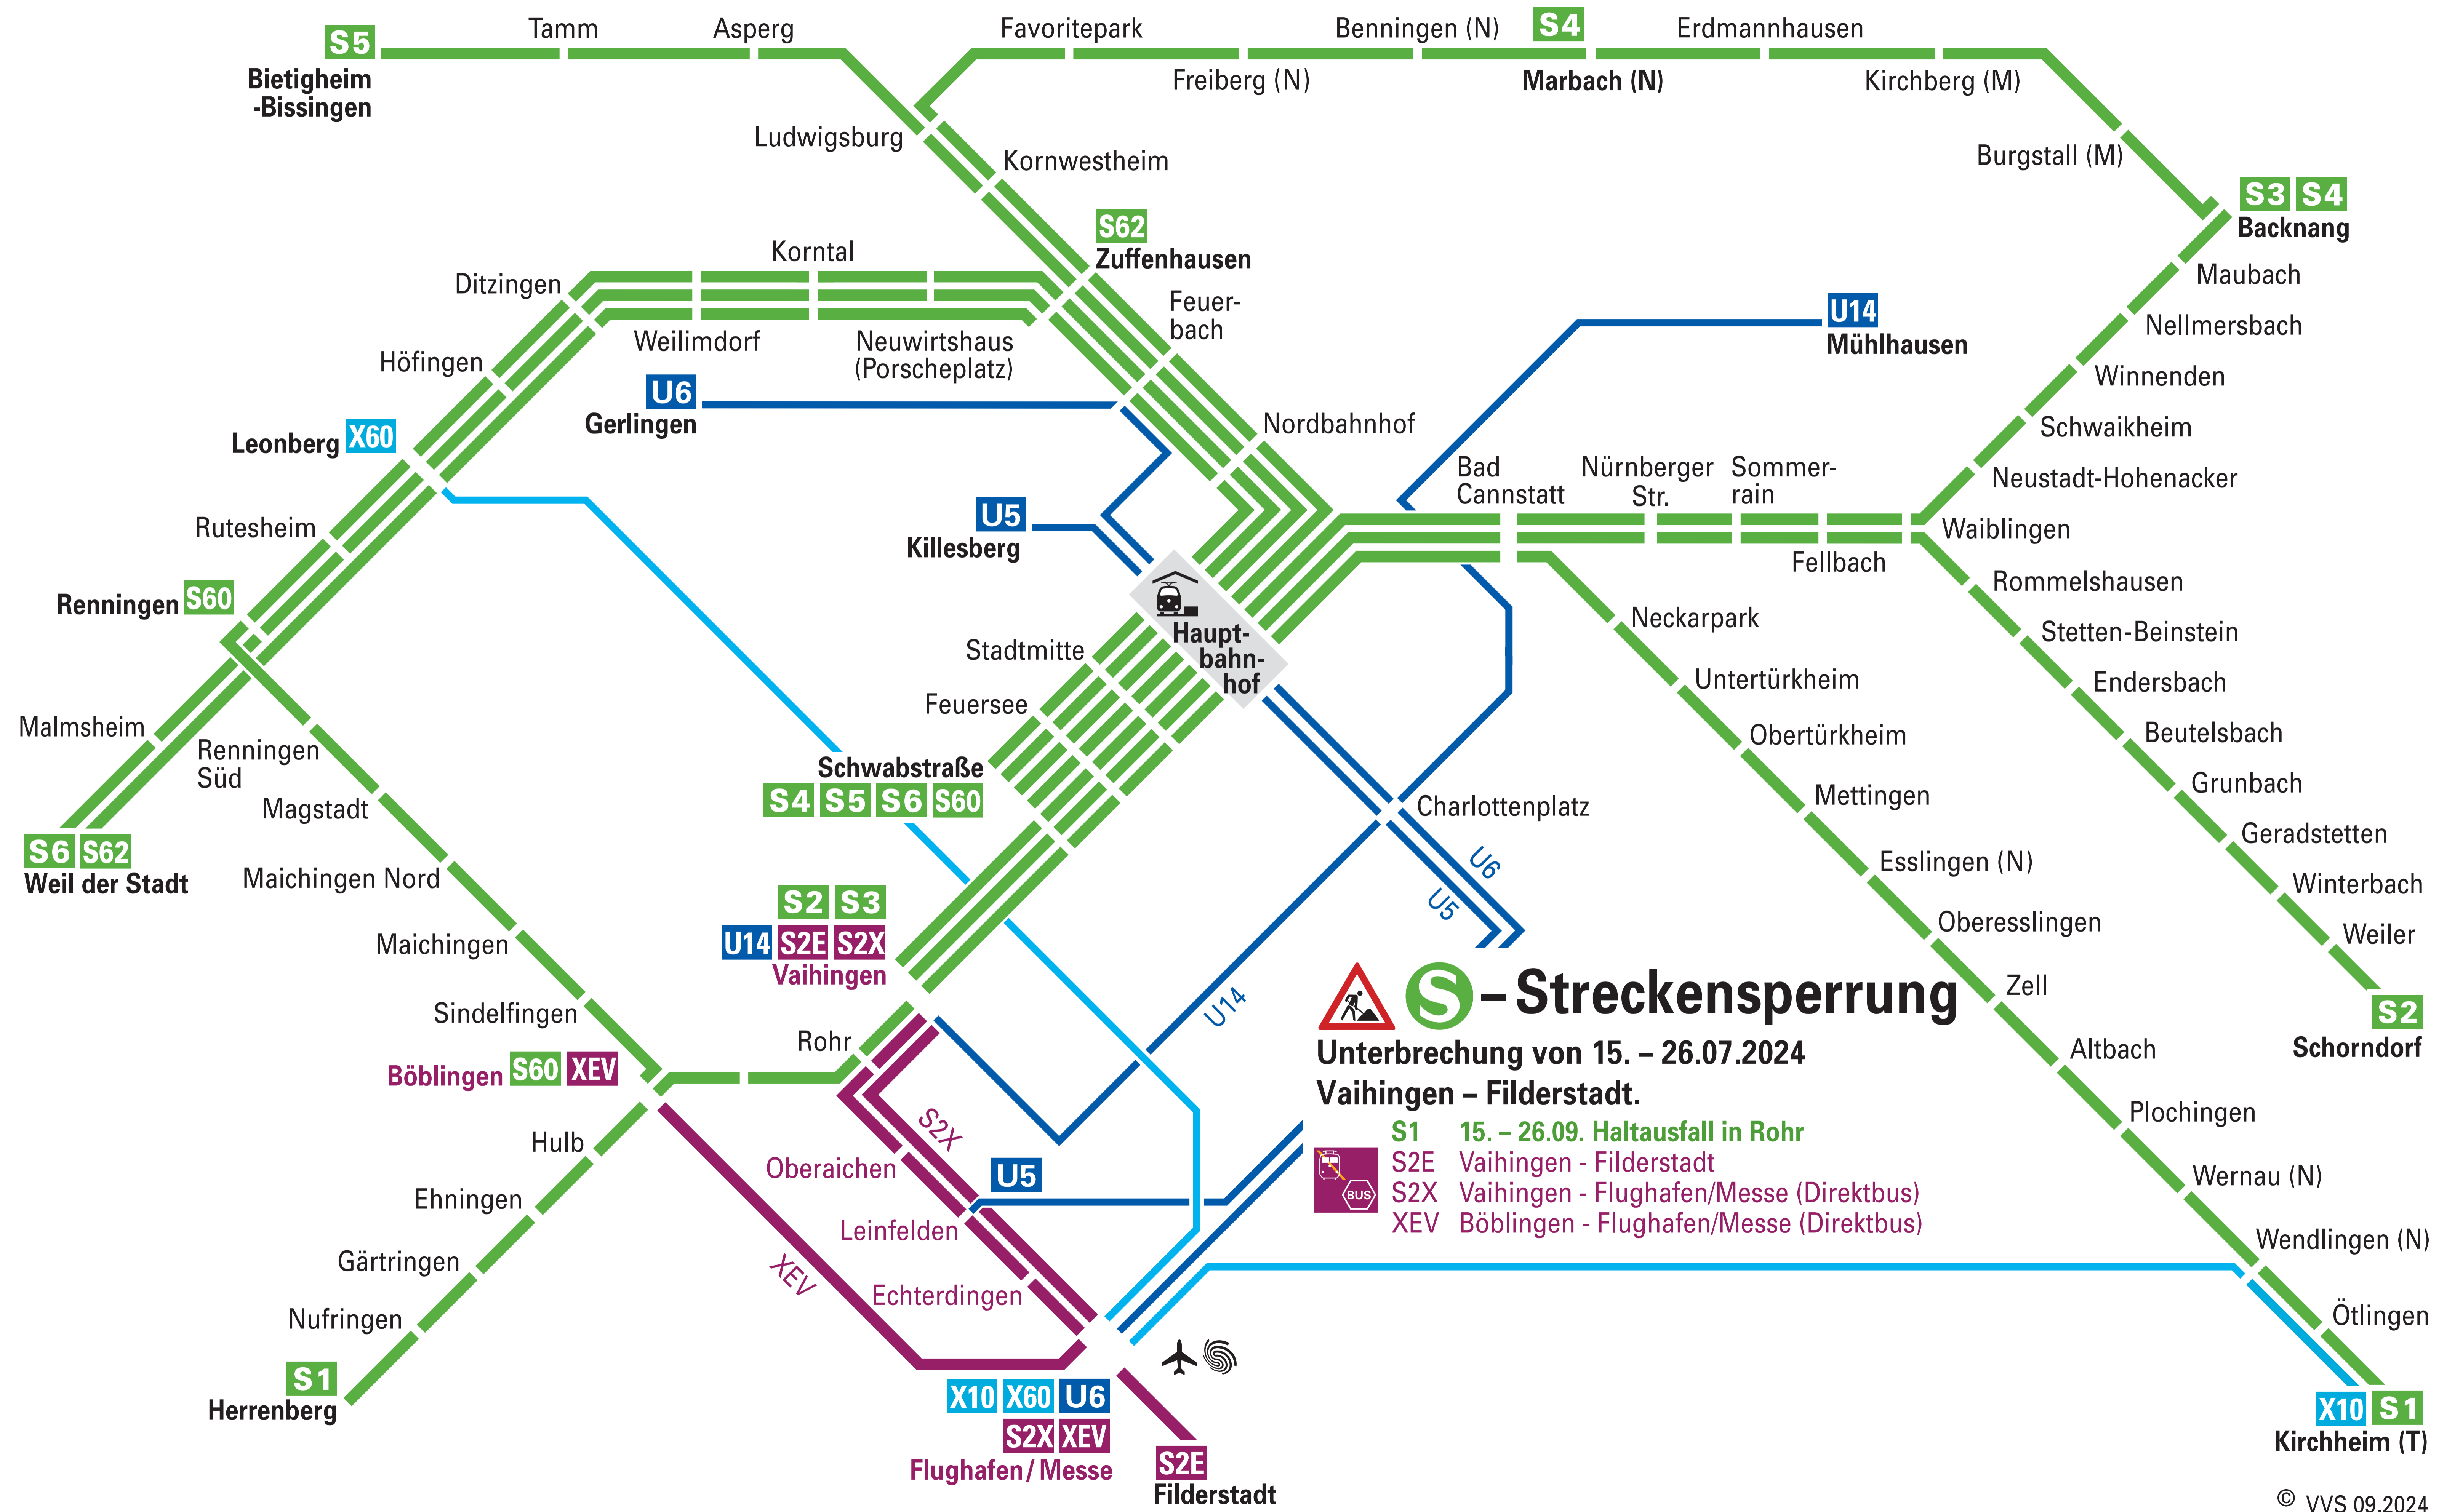 S5
Bietigheim
-Bissingen
Tamm
Asperg
Favoritepark
Freiberg (N)
Benningen (N)
S4
Marbach (N)
Erdmannhausen
Kirchberg (M)
Burgstall (M)
S3 S4
Backnang
Ludwigsburg
Kornwestheim
S62
Zuffenhausen
Feuer-
bach
Korntal
Ditzingen
Weilimdorf
Neuwirtshaus
(Porscheplatz)
Höfingen
U6
Gerlingen
Leonberg X60
Nordbahnhof
U14
Mühlhausen
Maubach
Nellmersbach
Winnenden
Schwaikheim
Neustadt-Hohenacker
Waiblingen
Bad
Cannstatt
Nürnberger
Str.
Sommer-
rain
Fellbach
U5
Killesberg
Rutesheim
Renningen S60
Rommelshausen
Stetten-Beinstein
Endersbach
Beutelsbach
Grunbach
Geradstetten
Winterbach
Weiler
S2
Schorndorf
Haupt-
bahn-
hof
Neckarpark
Untertürkheim
Obertürkheim
Mettingen
Esslingen (N)
Oberesslingen
Zell
Altbach
Plochingen
Wernau (N)
Wendlingen (N)
Ötlingen
X10 S1
Kirchheim (T)
Stadtmitte
Feuersee
Schwabstraße
S4 S5 S6 S60
Charlottenplatz
U6
U5
U14
Malmsheim
S6 S62
Weil der Stadt
Renningen
Süd
Magstadt
Maichingen Nord
Maichingen
Sindelfingen
Böblingen S60 XEV
S2 S3
U14 S2E S2X
Vaihingen
Rohr
Hulb
Ehningen
Gärtringen
Nufringen
S1
Herrenberg
S2X
Oberaichen
U5
Leinfelden
XEV
Echterdingen
X10 X60 U6
S2X XEV
Flughafen/Messe
S2E
Filderstadt
S – Streckensperrung
Unterbrechung von 15. – 26.07.2024
Vaihingen – Filderstadt.
S1 15. – 26.09. Haltausfall in Rohr
S2E Vaihingen - Filderstadt
BUS
S2X Vaihingen - Flughafen/Messe (Direktbus)
XEV Böblingen - Flughafen/Messe (Direktbus)
© VVS 09.2024